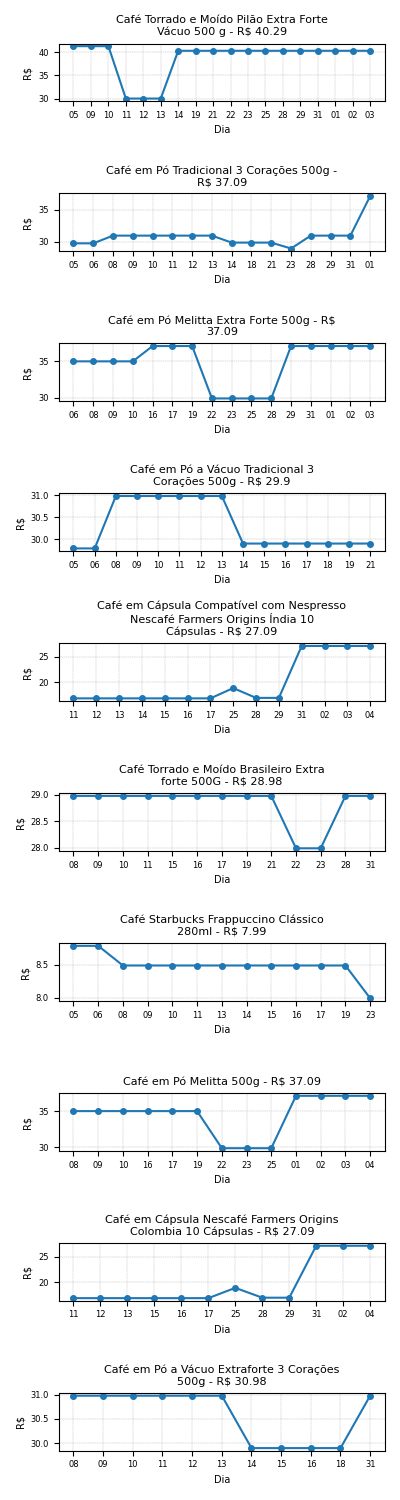 Café Torrado e Moído Pilão Extra Forte
Vácuo 500 g - R$ 40.29
40
35
30
R$
05 09 10 11 12 13 14 19 21 22 23 25 28 29 31 01 02 03
Dia
Café em Pó Tradicional 3 Corações 500g -
R$ 37.09
35
30
R$
05 06 08 09 10 11 12 13 14 18 21 23 28 29 31 01
Dia
Café em Pó Melitta Extra Forte 500g - R$
37.09
35
30
R$
06 08 09 10 16 17 19 22 23 25 28 29 31 01 02 03
Dia
Café em Pó a Vácuo Tradicional 3
Corações 500g - R$ 29.9
31.0
30.5
30.0
R$
05 06 08 09 10 11 12 13 14 15 16 17 18 19 21
Dia
Café em Cápsula Compatível com Nespresso
Nescafé Farmers Origins Índia 10
Cápsulas - R$ 27.09
25
20
R$
11 12 13 14 15 16 17 25 28 29 31 02 03 04
Dia
Café Torrado e Moído Brasileiro Extra
forte 500G - R$ 28.98
29.0
28.5
28.0
R$
08 09 10 11 15 16 17 19 21 22 23 28 31
Dia
Café Starbucks Frappuccino Clássico
280ml - R$ 7.99
8.5
8.0
R$
05 06 08 09 10 11 13 14 15 16 17 19 23
Dia
Café em Pó Melitta 500g - R$ 37.09
35
30
R$
08 09 10 16 17 19 22 23 25 01 02 03 04
Dia
Café em Cápsula Nescafé Farmers Origins
Colombia 10 Cápsulas - R$ 27.09
25
20
R$
11 12 13 15 16 17 25 28 29 31 02 04
Dia
Café em Pó a Vácuo Extraforte 3 Corações
500g - R$ 30.98
31.0
30.5
30.0
R$
08 09 10 11 12 13 14 15 16 18 31
Dia